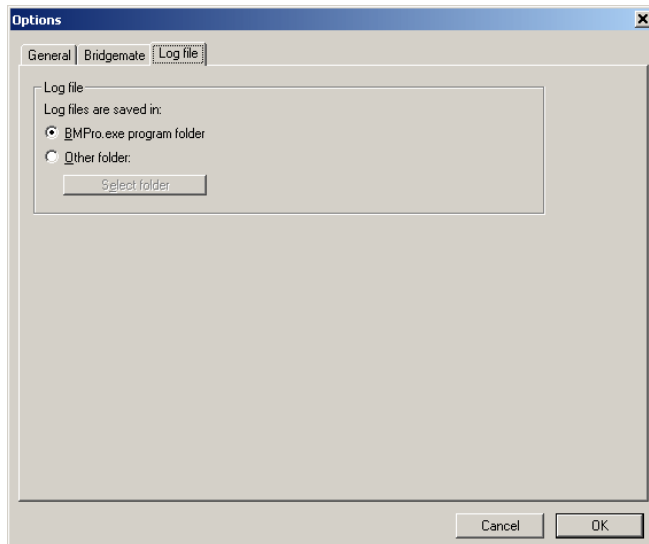 Options
General Bridgemate Log file
Log file
Log files are saved in:
BMPro.exe program folder
Other folder:
Select folder
Cancel OK